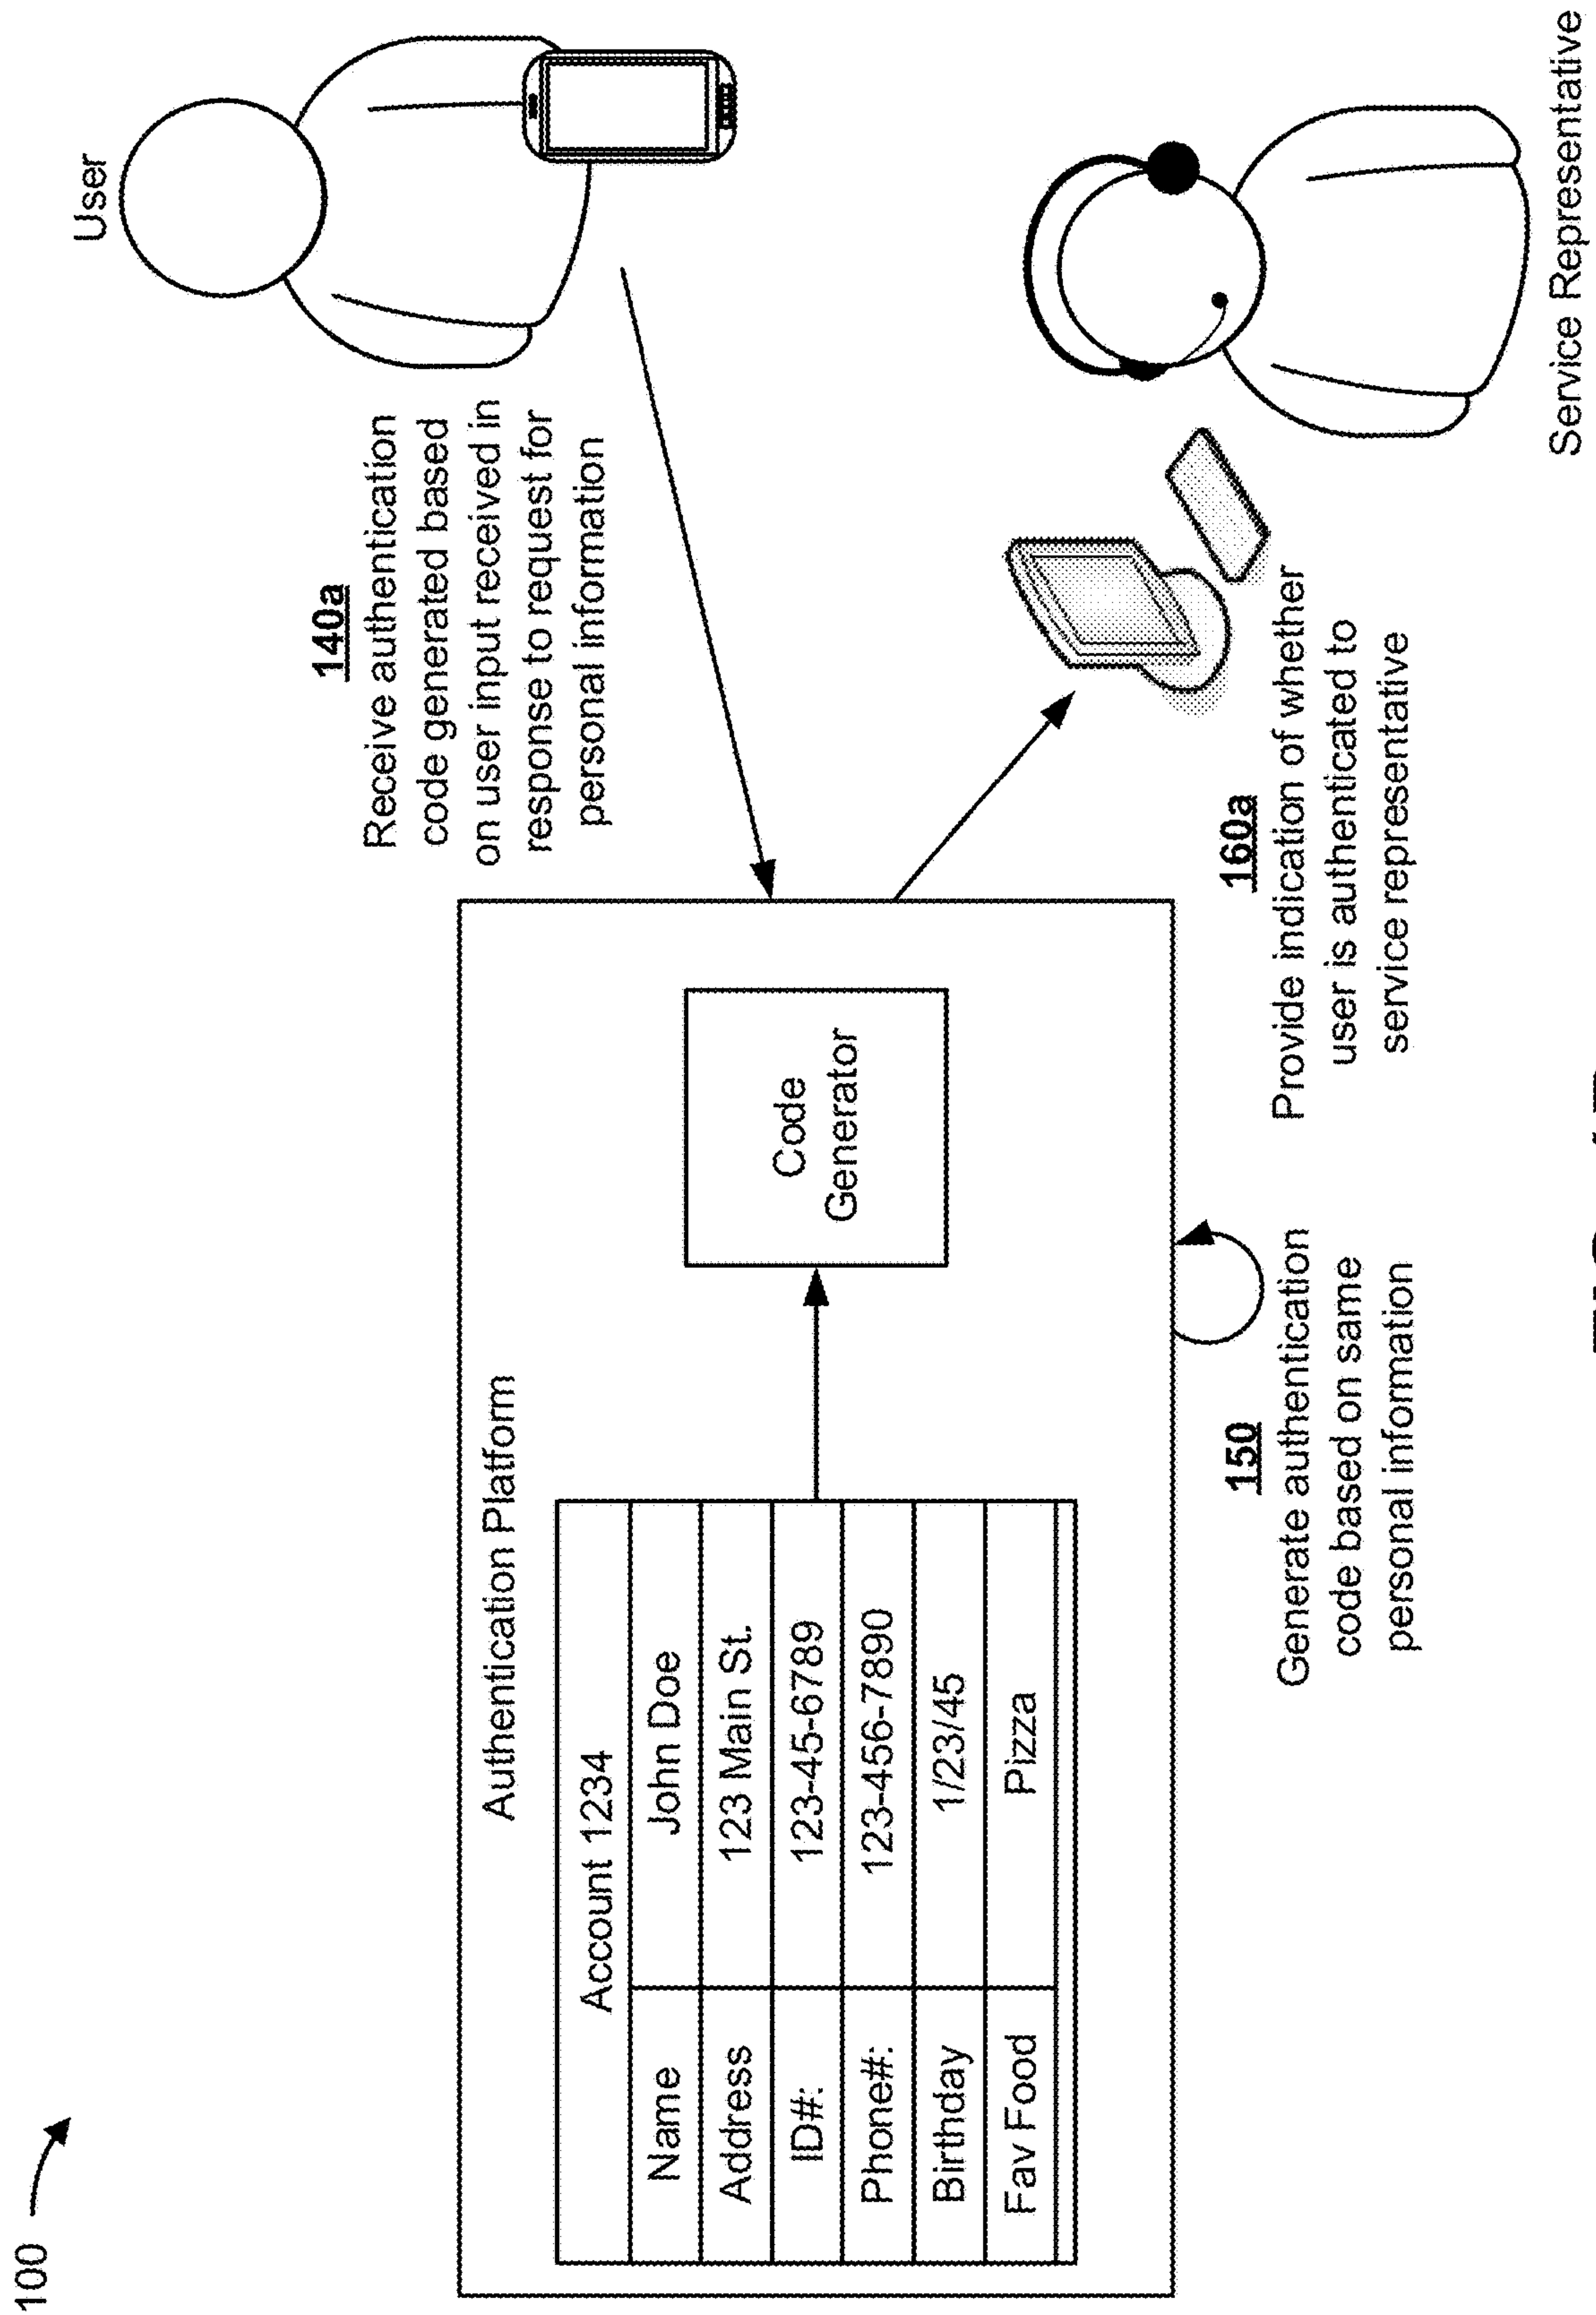 100
User
140a
Receive authentication
code generated based
on user input received in
response to request for
personal information
Authentication Platform
Account 1234
Name John Doe
Address 123 Main St.
ID#: 123-45-6789
Phone#: 123-456-7890
Birthday 1/23/45
Fav Food Pizza
Code
Generator
150
Generate authentication
code based on same
personal information
160a
Provide indication of whether
user is authenticated to
service representative
Service Representative